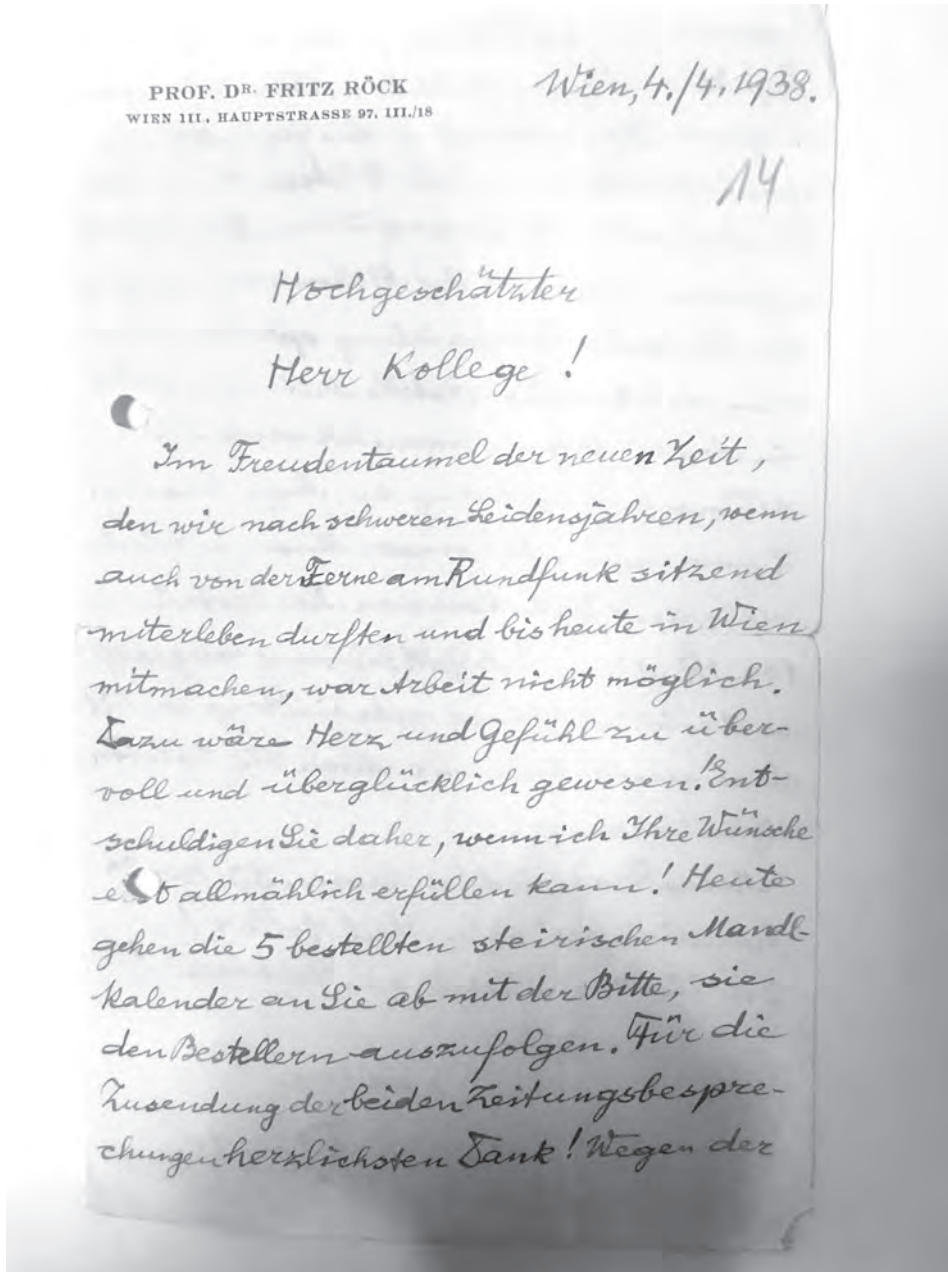 PROF. DR. FRITZ RÖCK
WIEN III., HAUPTSTRASSE 97, III./18
Wien, 4./4. 1938.
14
Hochgeschätzter
Herr Kollege !
Im Freudentaumel der neuen Zeit,
den wir nach schweren Leidensjahren, wenn
auch von der Ferne am Rundfunk sitzend
miterleben durften und bis heute in Wien
mitmachen, war Arbeit nicht möglich.
Dazu wäre Herz und Gefühl zu über-
voll und überglücklich gewesen! Ent-
schuldigen Sie daher, wenn ich Ihre Wünsche
allmählich erfüllen kann! Heute
gehen die 5 bestellten steirischen Mandl-
kalender an Sie ab mit der Bitte, sie
den Bestellern auszufolgen. Für die
Zusendung der beiden Zeitungsbespre-
chungen herzlichsten Dank! Wegen der